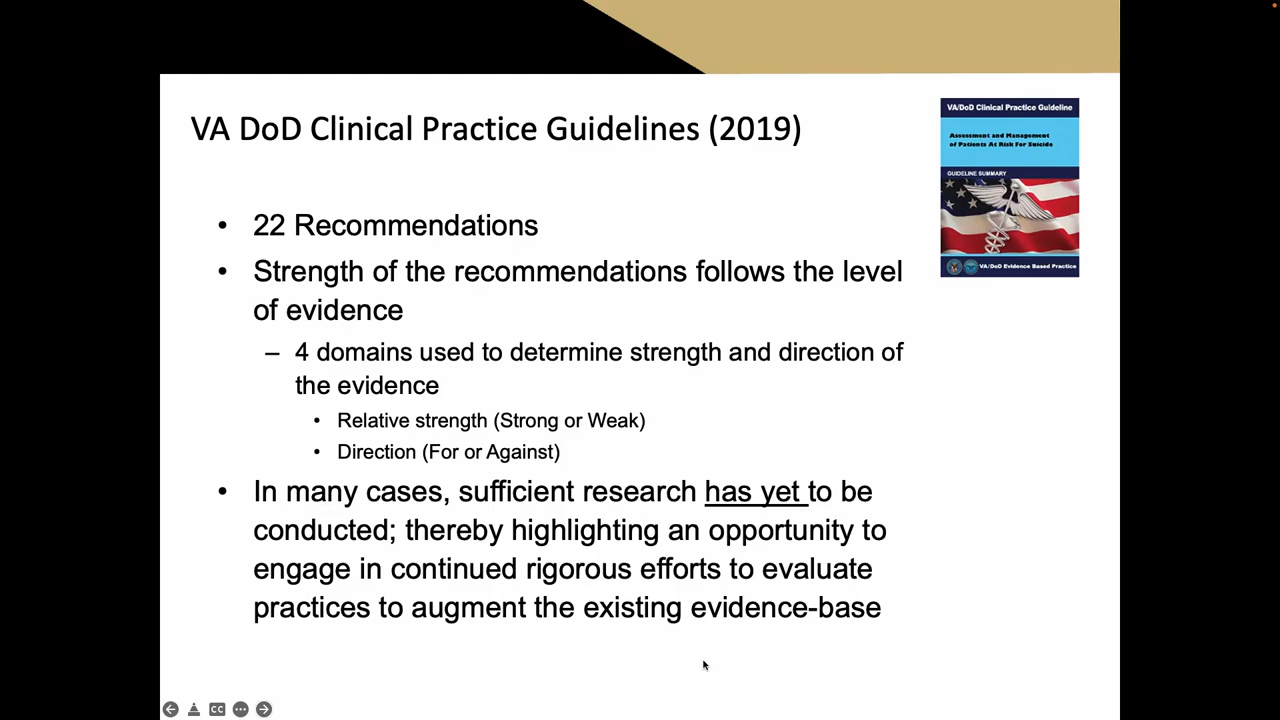 VA DoD Clinical Practice Guidelines (2019)
VA/DoD Clinical Practice Guideline
Assessment and Management
of Patients At Risk For Suicide
GUIDELINE SUMMARY
VA/DoD Evidence Based Practice
• 22 Recommendations
• Strength of the recommendations follows the level
of evidence
– 4 domains used to determine strength and direction of
the evidence
• Relative strength (Strong or Weak)
• Direction (For or Against)
• In many cases, sufficient research has yet to be
conducted; thereby highlighting an opportunity to
engage in continued rigorous efforts to evaluate
practices to augment the existing evidence-base
CC